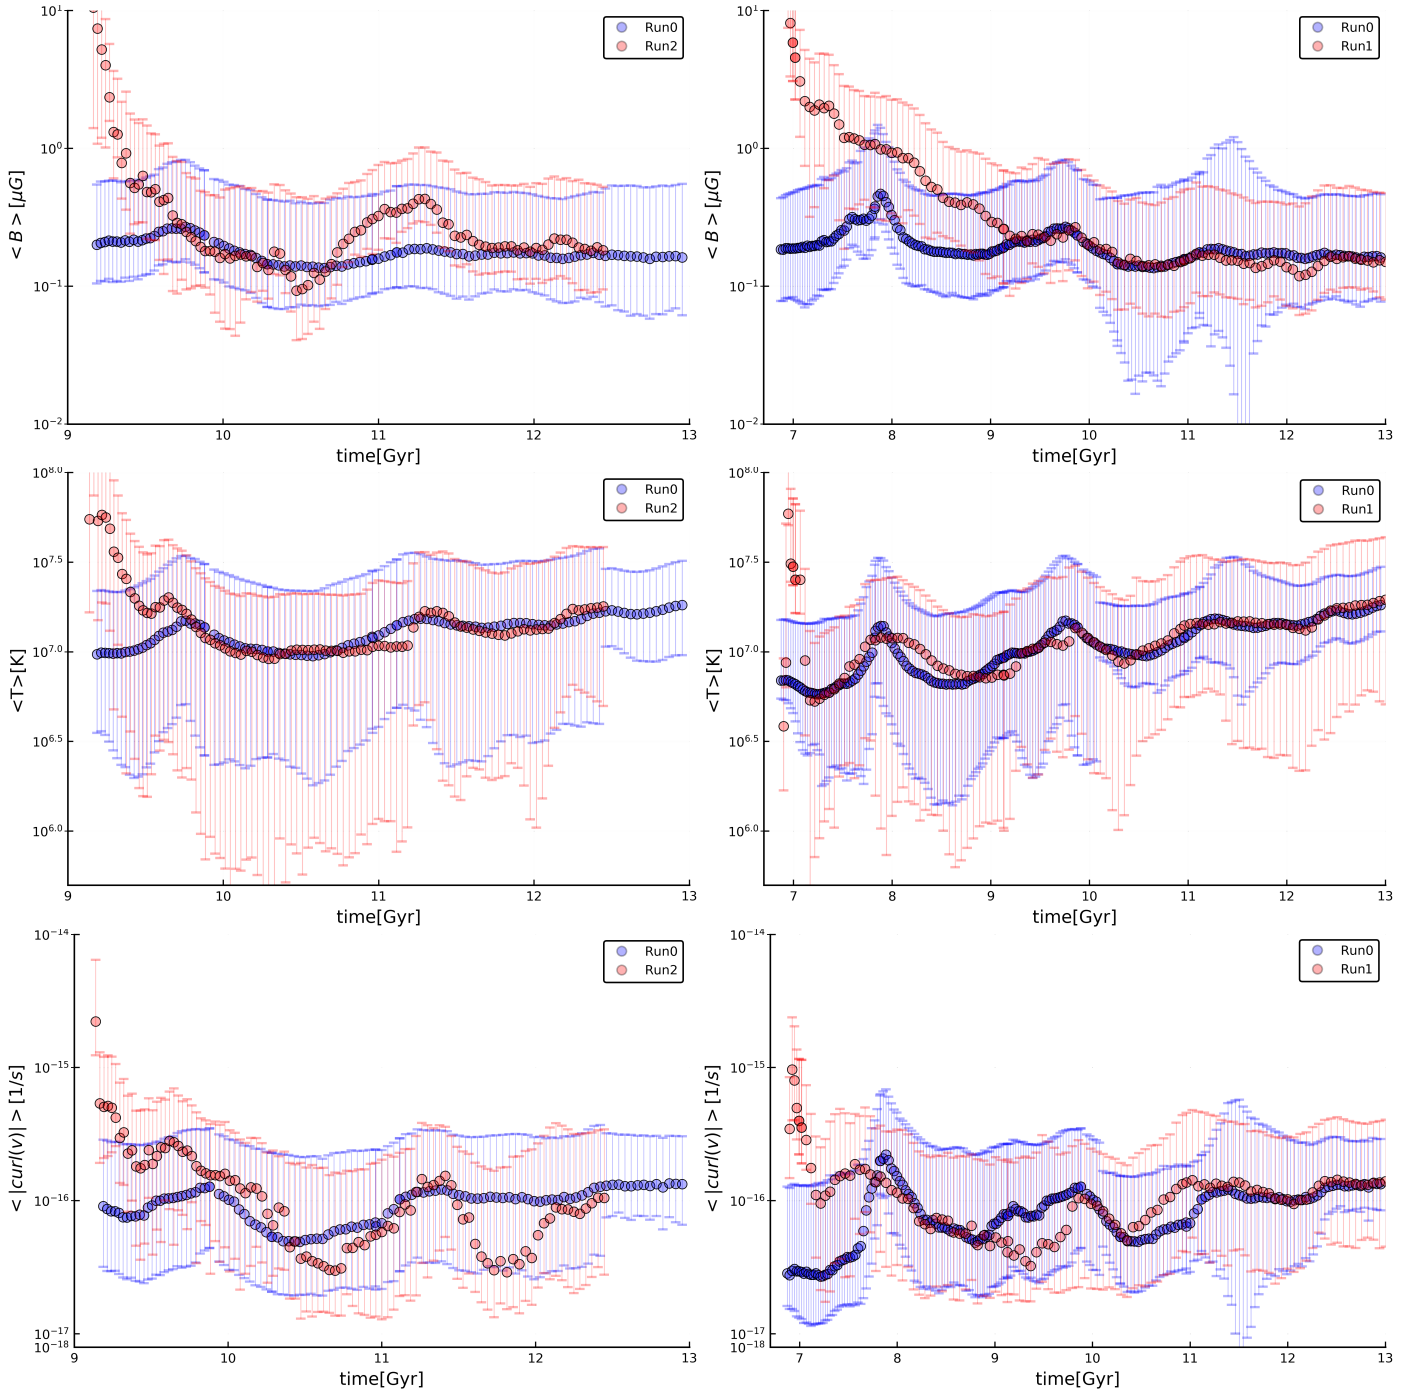 10^1
10^0
10^−1
10^−2
<B> [μG]
9 10 11 12 13
time[Gyr]
Run0
Run2
10^1
10^0
10^−1
10^−2
<B> [μG]
7 8 9 10 11 12 13
time[Gyr]
Run0
Run1
10^8.0
10^7.5
10^7.0
10^6.5
10^6.0
<T>[K]
9 10 11 12 13
time[Gyr]
Run0
Run2
10^8.0
10^7.5
10^7.0
10^6.5
10^6.0
<T>[K]
7 8 9 10 11 12 13
time[Gyr]
Run0
Run1
10^−14
10^−15
10^−16
10^−17
10^−18
<|curl(v)|> [1/s]
9 10 11 12 13
time[Gyr]
Run0
Run2
10^−14
10^−15
10^−16
10^−17
10^−18
<|curl(v)|> [1/s]
7 8 9 10 11 12 13
time[Gyr]
Run0
Run1